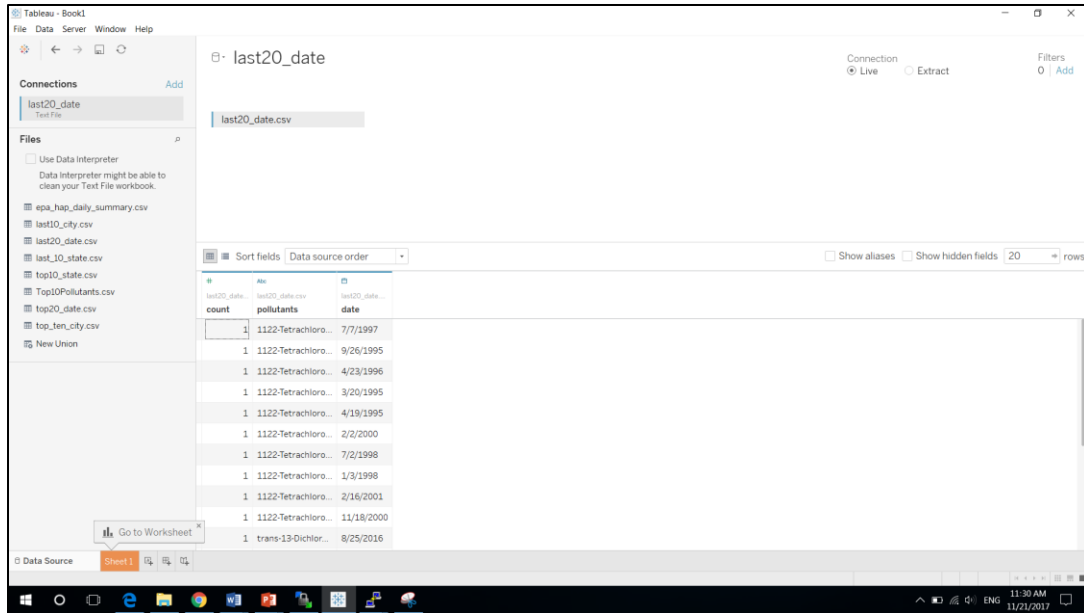 Tableau - Book1
File Data Server Window Help
last20_date
Connection
Live Extract
Filters
0 Add
Connections Add
last20_date
Text File
last20_date.csv
Files
Use Data Interpreter
Data Interpreter might be able to
clean your Text File workbook.
epa_hap_daily_summary.csv
last10_city.csv
last20_date.csv
last_10_state.csv
top10_state.csv
Top10Pollutants.csv
top20_date.csv
top_ten_city.csv
New Union
Sort fields Data source order
Show aliases Show hidden fields 20 rows
# Abc
last20_date... last20_date.csv last20_date...
count pollutants date
1 1122-Tetrachloro... 7/7/1997
1 1122-Tetrachloro... 9/26/1995
1 1122-Tetrachloro... 4/23/1996
1 1122-Tetrachloro... 3/20/1995
1 1122-Tetrachloro... 4/19/1995
1 1122-Tetrachloro... 2/2/2000
1 1122-Tetrachloro... 7/2/1998
1 1122-Tetrachloro... 1/3/1998
1 1122-Tetrachloro... 2/16/2001
1 1122-Tetrachloro... 11/18/2000
1 trans-13-Dichlor... 8/25/2016
Go to Worksheet
Data Source Sheet 1
ENG 11:30 AM
11/21/2017